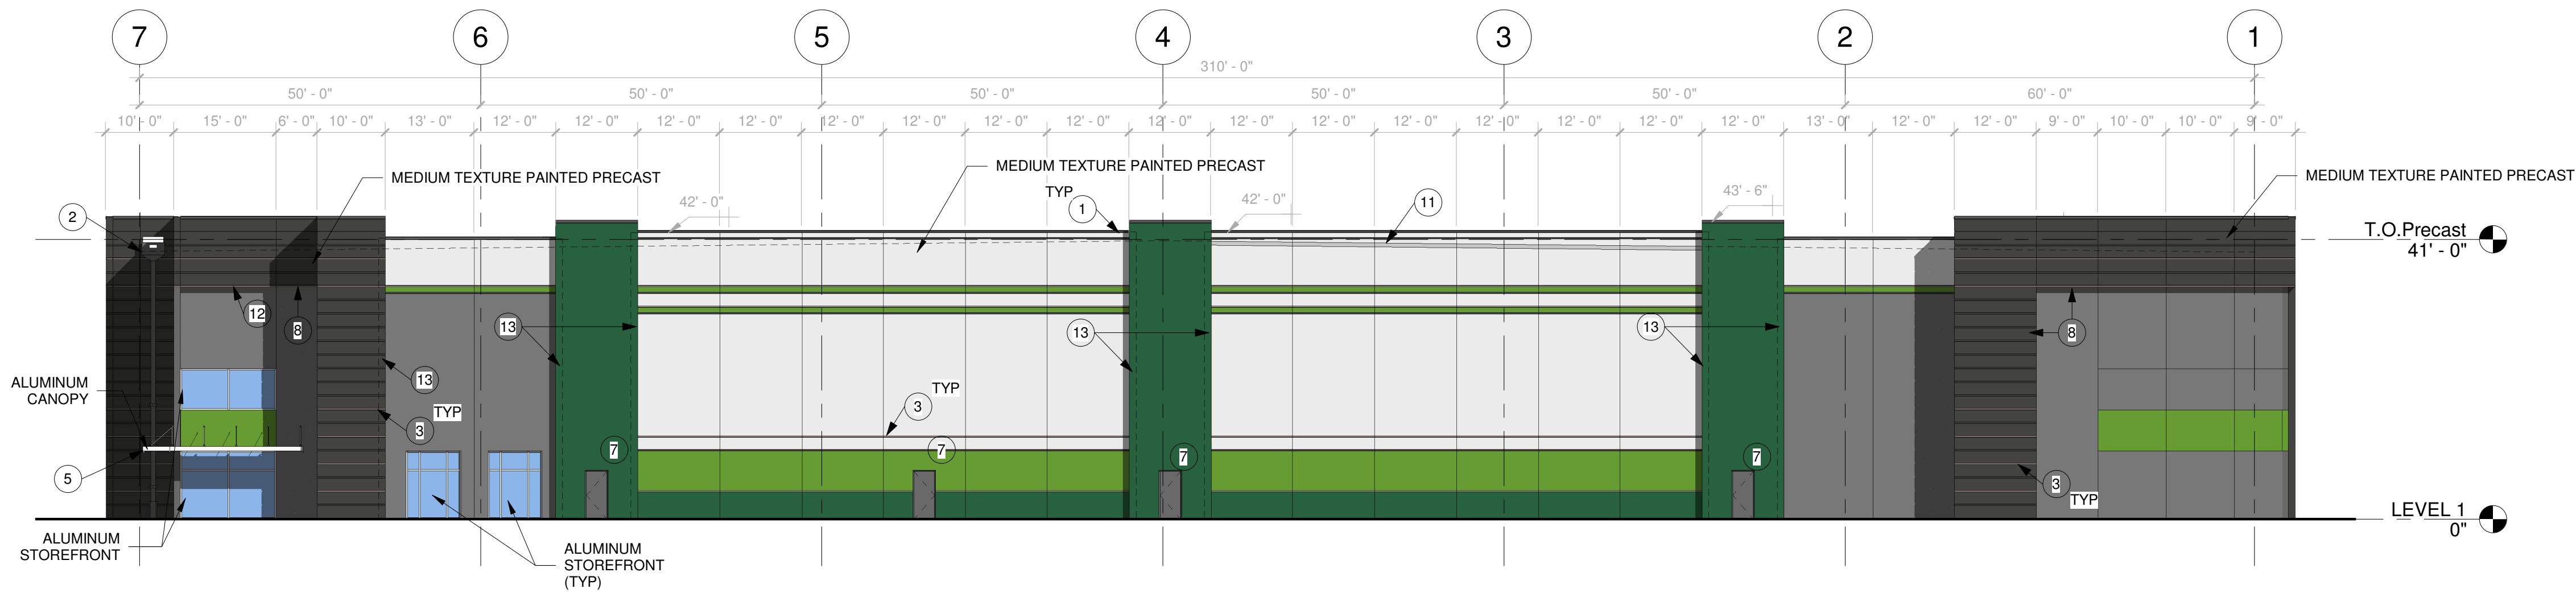 7 6 5 4 3 2 1
310' - 0"
50' - 0" 50' - 0" 50' - 0" 50' - 0" 50' - 0" 60' - 0"
10' - 0" 15' - 0" 6' - 0" 10' - 0" 13' - 0" 12' - 0" 12' - 0" 12' - 0" 12' - 0" 12' - 0" 12' - 0" 12' - 0" 12' - 0" 12' - 0" 12' - 0" 12' - 0" 12' - 0" 12' - 0" 12' - 0" 12' - 0" 12' - 0" 13' - 0" 12' - 0" 12' - 0" 9' - 0" 10' - 0" 10' - 0" 9' - 0"
MEDIUM TEXTURE PAINTED PRECAST
MEDIUM TEXTURE PAINTED PRECAST
MEDIUM TEXTURE PAINTED PRECAST
TYP
1
2
42' - 0"
42' - 0"
11
43' - 6"
T.O.Precast
41' - 0"
12
8
13
13
13
8
13
3
TYP
3
TYP
ALUMINUM
CANOPY
5
7
7
7
7
3
TYP
LEVEL 1
0"
ALUMINUM
STOREFRONT
ALUMINUM
STOREFRONT
(TYP)